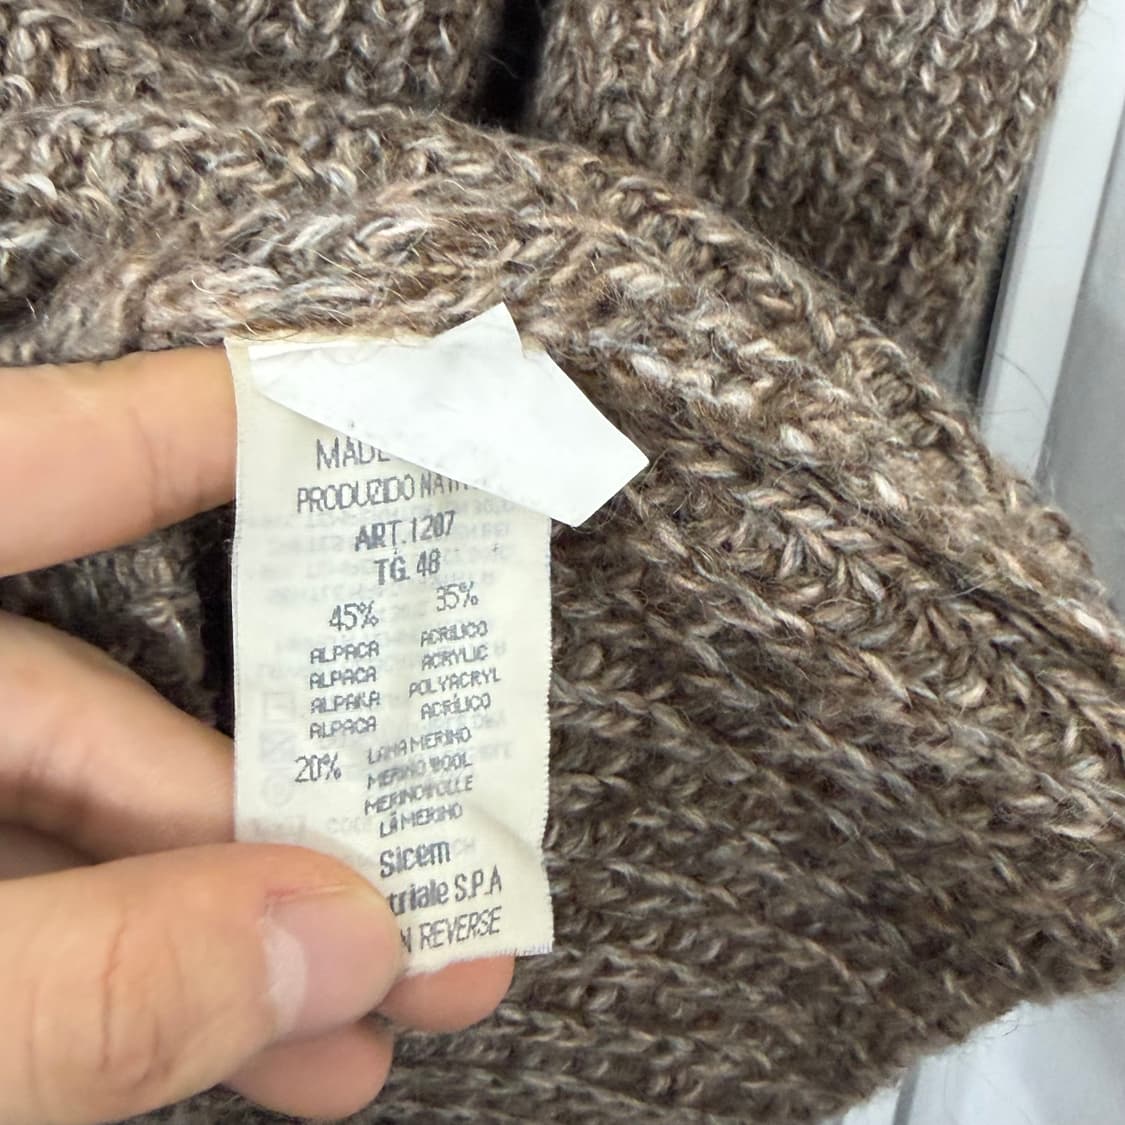 MADE
PRODUZIDO NA
ART.1207
TG. 48
45% 35%
ALPACA ACRILICO
ALPACA ACRYLIC
ALPAKA POLYACRYL
ALPACA ACRÍLICO
20% LANA MERINO
MERINO WOOL
MERINOWOLLE
LÃ MERINO
Sicem
triale S.P.A
REVERSE